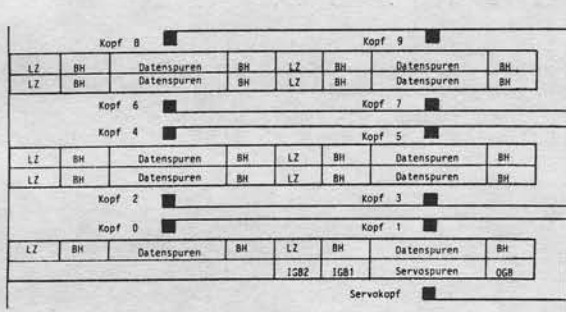 Kopf 8 Kopf 9
LZ BH Datenspuren BH LZ BH Datenspuren BH
LZ BH Datenspuren BH LZ BH Datenspuren BH
Kopf 6 Kopf 7
Kopf 4 Kopf 5
LZ BH Datenspuren BH LZ BH Datenspuren BH
LZ BH Datenspuren BH LZ BH Datenspuren BH
Kopf 2 Kopf 3
Kopf 0 Kopf 1
LZ BH Datenspuren BH LZ BH Datenspuren BH
IGB2 IGB1 Servospuren OGB
Servokopf